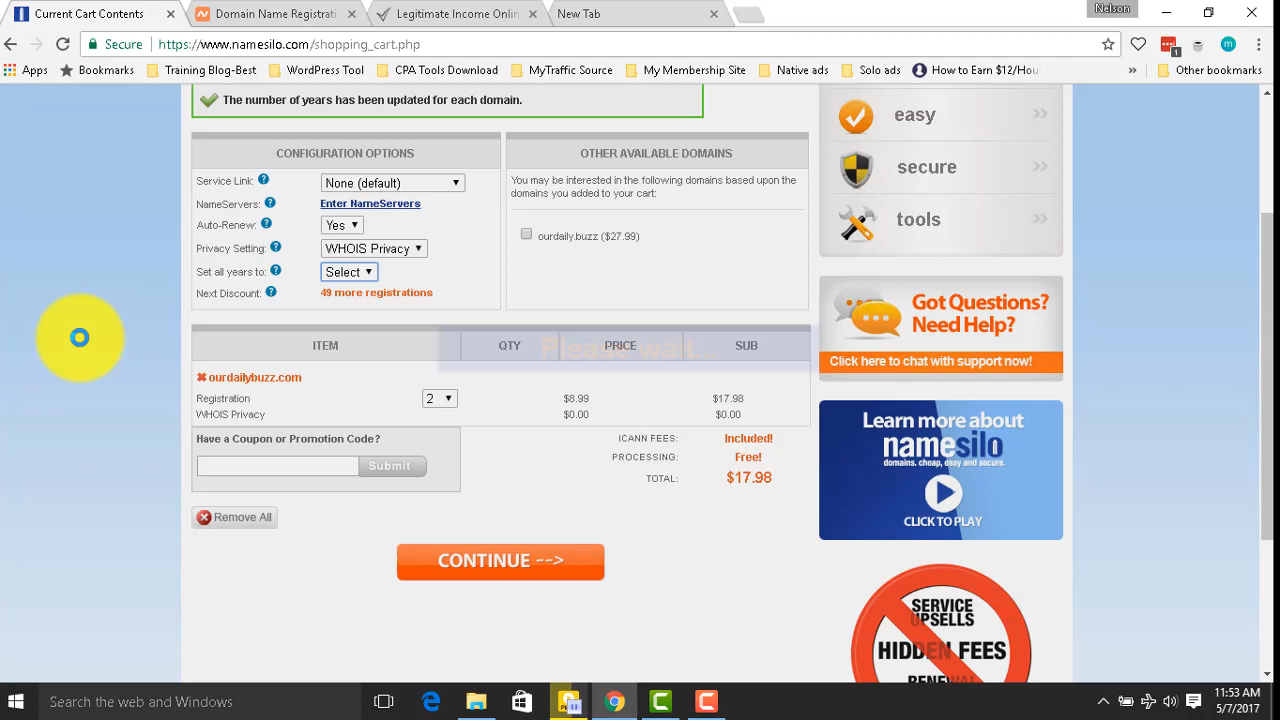 Current Cart Contents
Domain Name Registrati
Legitimate Income Onlin
New Tab
Nelson
Secure
https://www.namesilo.com/shopping_cart.php
1
m
Apps
Bookmarks
Training Blog-Best
WordPress Tool
CPA Tools Download
MyTraffic Source
My Membership Site
Native ads
Solo ads
How to Earn $12/Hou
Other bookmarks
The number of years has been updated for each domain.
CONFIGURATION OPTIONS
Service Link:
None (default)
NameServers:
Enter NameServers
Auto-Renew:
Yes
Privacy Setting:
WHOIS Privacy
Set all years to:
Select
Next Discount:
49 more registrations
OTHER AVAILABLE DOMAINS
You may be interested in the following domains based upon the
domains you added to your cart:
ourdaily.buzz ($27.99)
Please wait...
ITEM QTY PRICE SUB
ourdailybuzz.com
Registration 2 $8.99 $17.98
WHOIS Privacy $0.00 $0.00
Have a Coupon or Promotion Code?
Submit
ICANN FEES: Included!
PROCESSING: Free!
TOTAL: $17.98
Remove All
CONTINUE -->
easy
secure
tools
Got Questions?
Need Help?
Click here to chat with support now!
Learn more about
namesilo
domains. cheap, easy and secure.
CLICK TO PLAY
SERVICE
UPSELLS
HIDDEN FEES
RENEWAL
Search the web and Windows
11:53 AM
5/7/2017